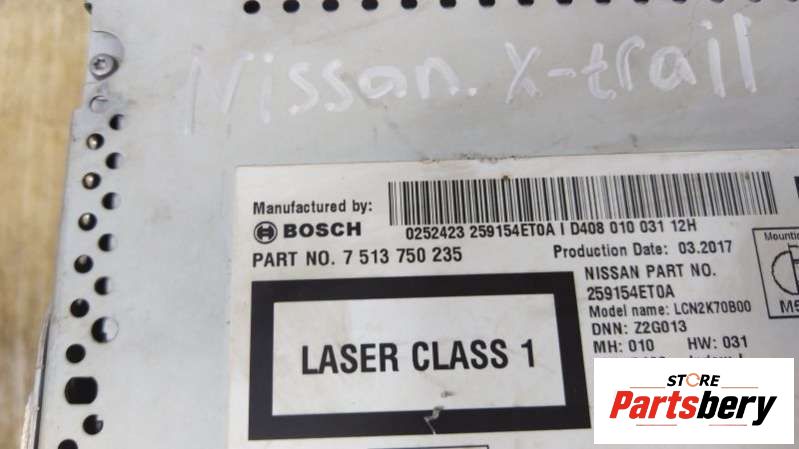 Nissan. X-trail
Manufactured by:
BOSCH
0252423 259154ET0A I D408 010 031 12H
PART NO. 7 513 750 235
Production Date: 03.2017
NISSAN PART NO.
259154ET0A
Model name: LCN2K70B00
DNN: Z2G013
MH: 010 HW: 031
LASER CLASS 1
STORE
Partsbery